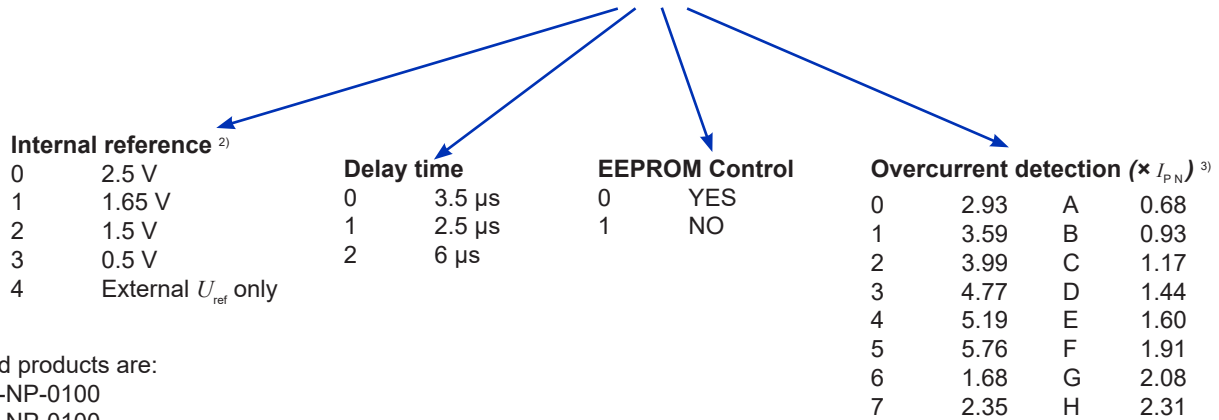 Internal reference 2)
0 2.5 V
1 1.65 V
2 1.5 V
3 0.5 V
4 External Uref only
Delay time
0 3.5 µs
1 2.5 µs
2 6 µs
EEPROM Control
0 YES
1 NO
Overcurrent detection (× IPN) 3)
0 2.93 A 0.68
1 3.59 B 0.93
2 3.99 C 1.17
3 4.77 D 1.44
4 5.19 E 1.60
5 5.76 F 1.91
6 1.68 G 2.08
7 2.35 H 2.31
d products are:
-NP-0100
-NP-0100